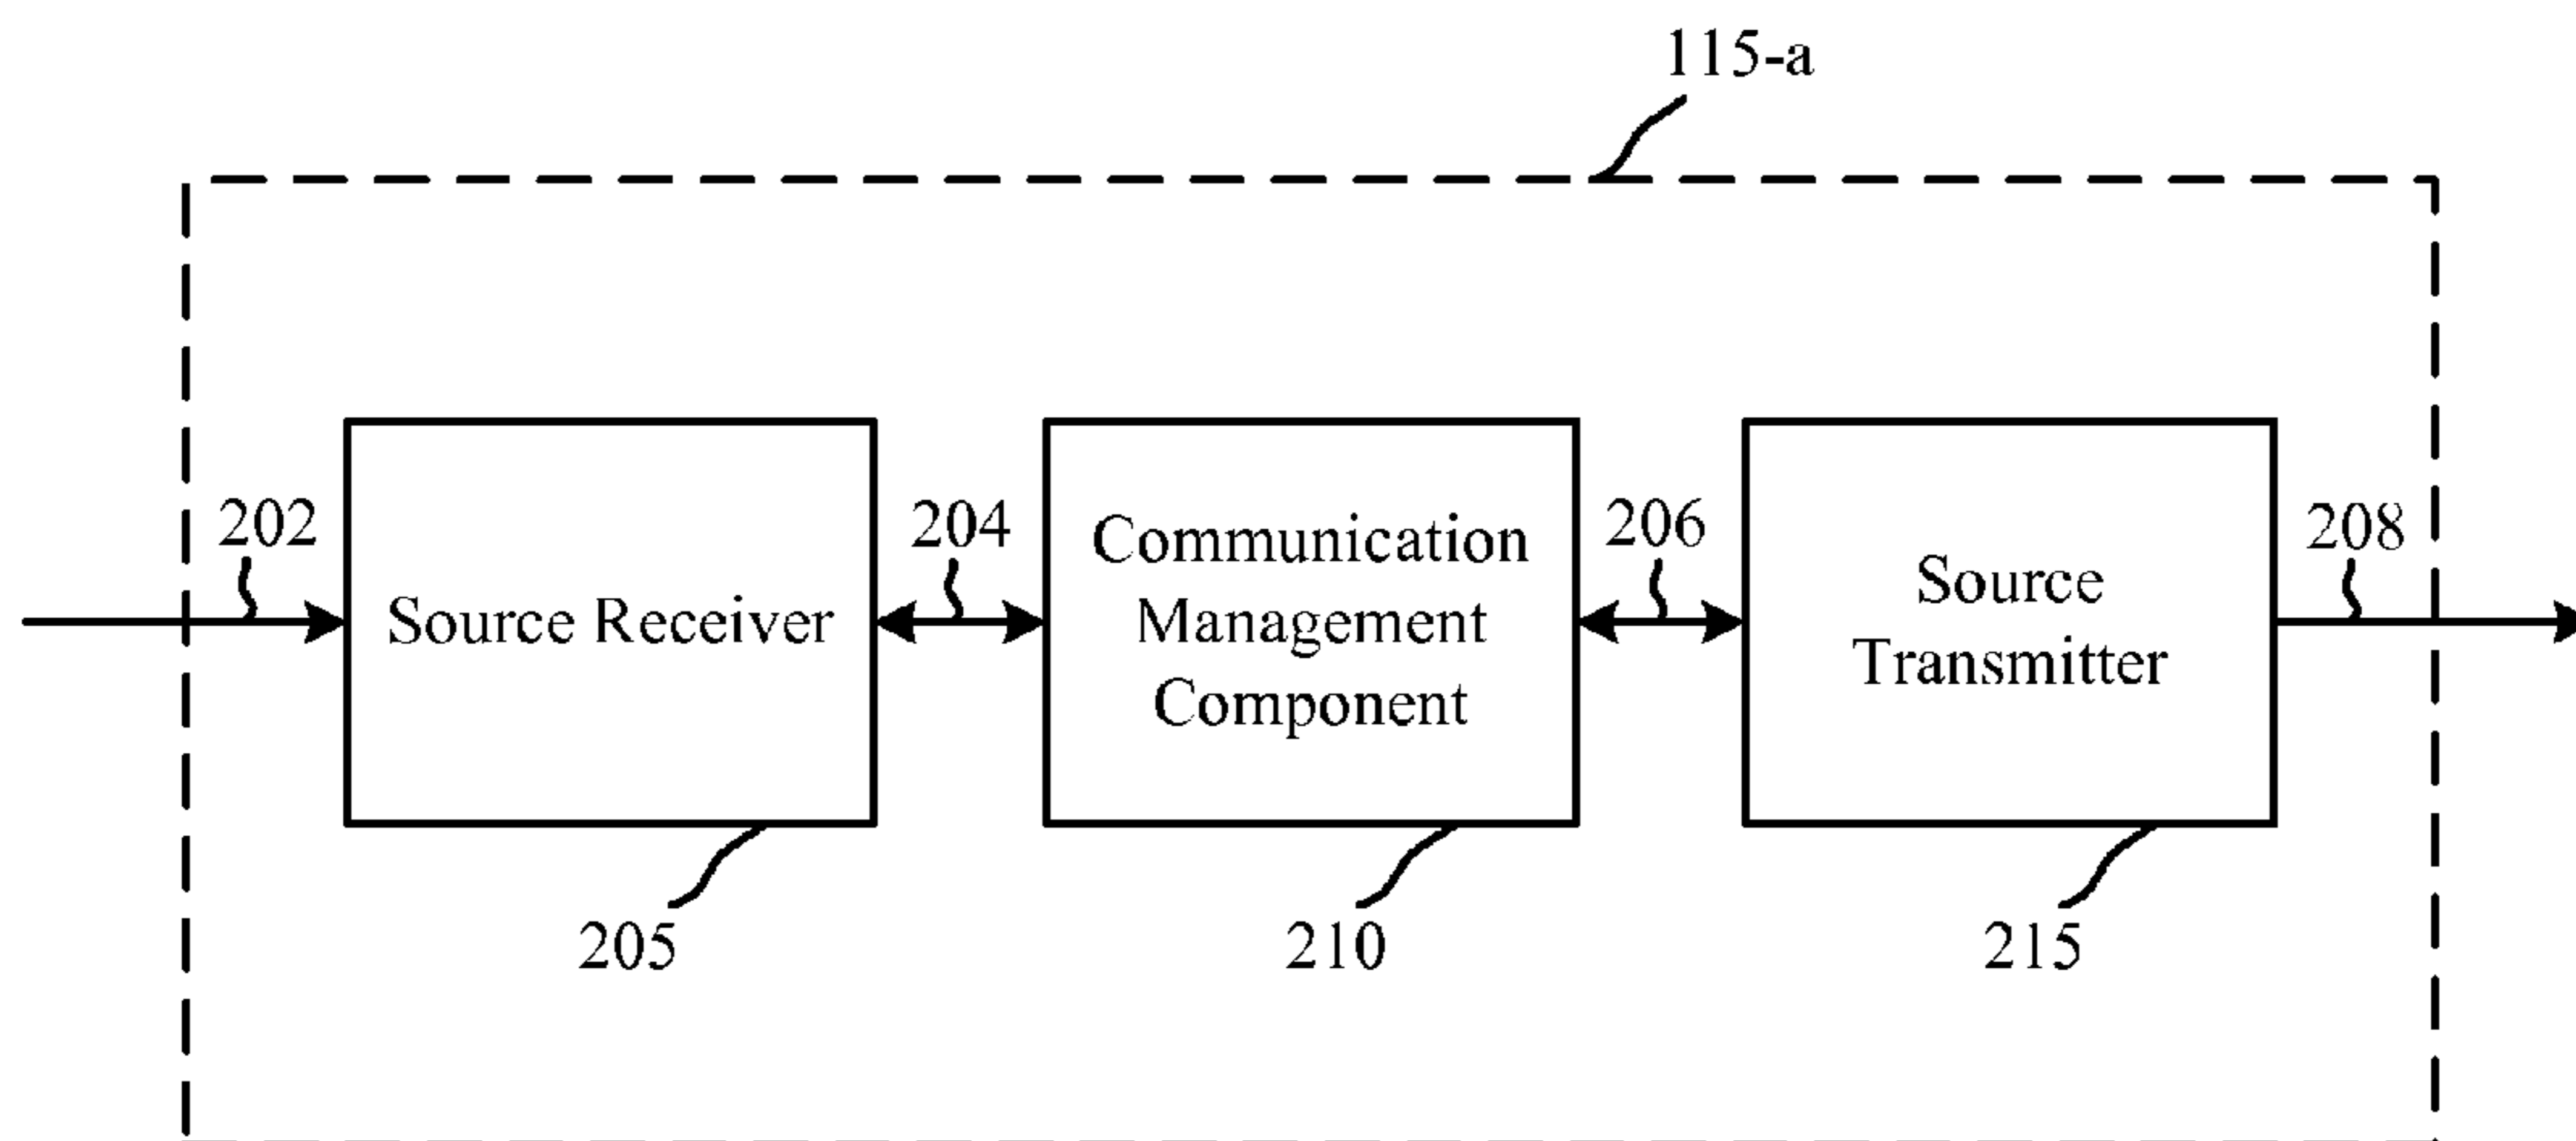 115-a
202
204
206
208
Source Receiver
Communication
Management
Component
Source
Transmitter
205
210
215